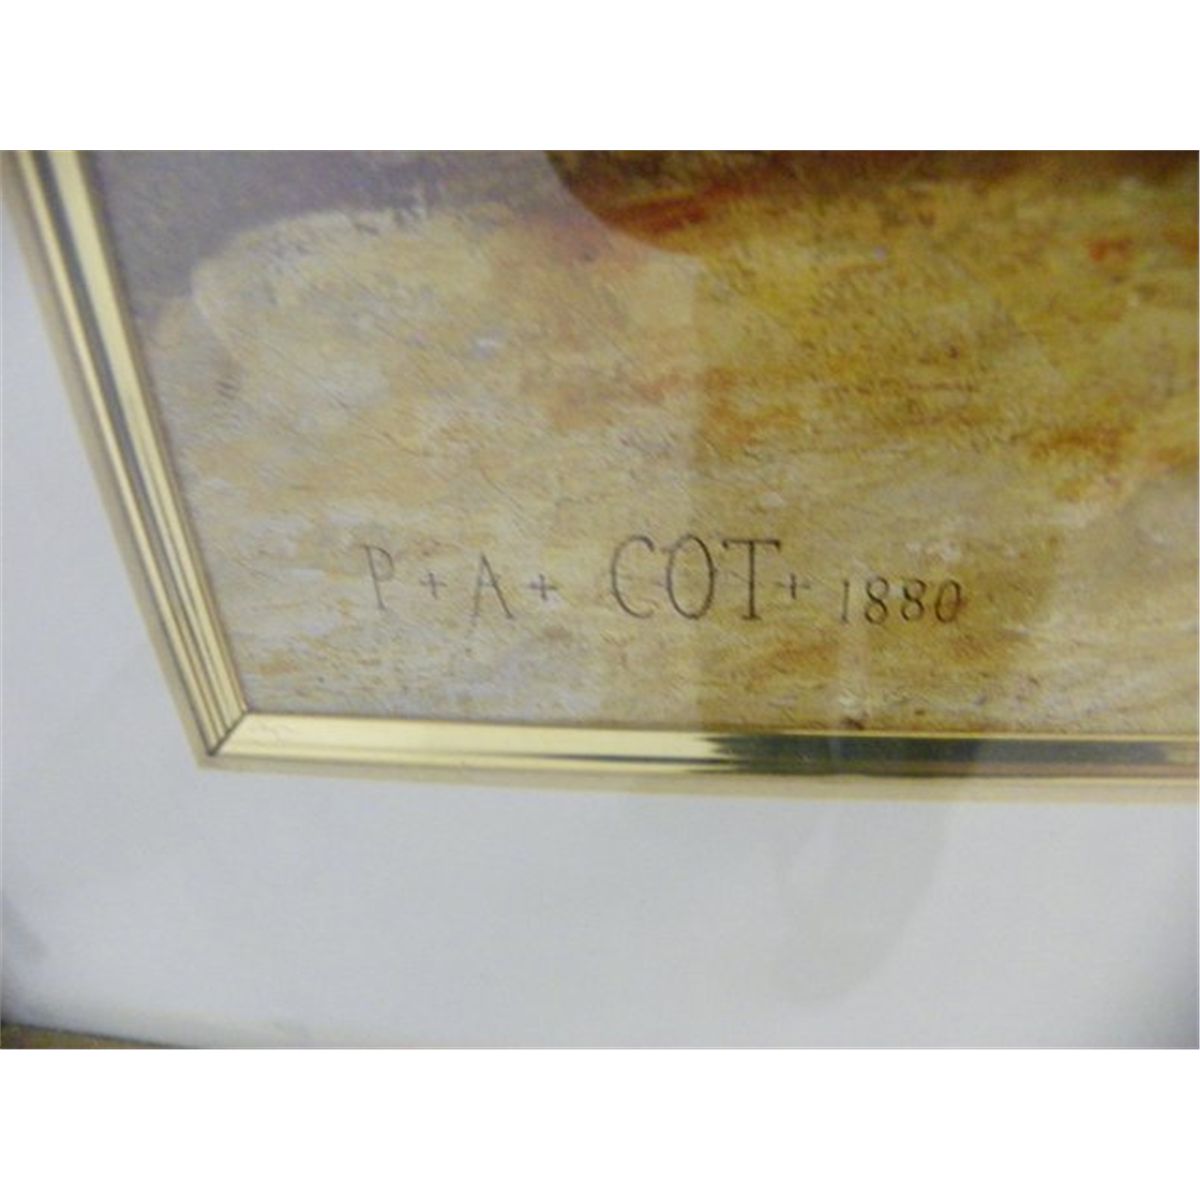 P + A + COT + 1880